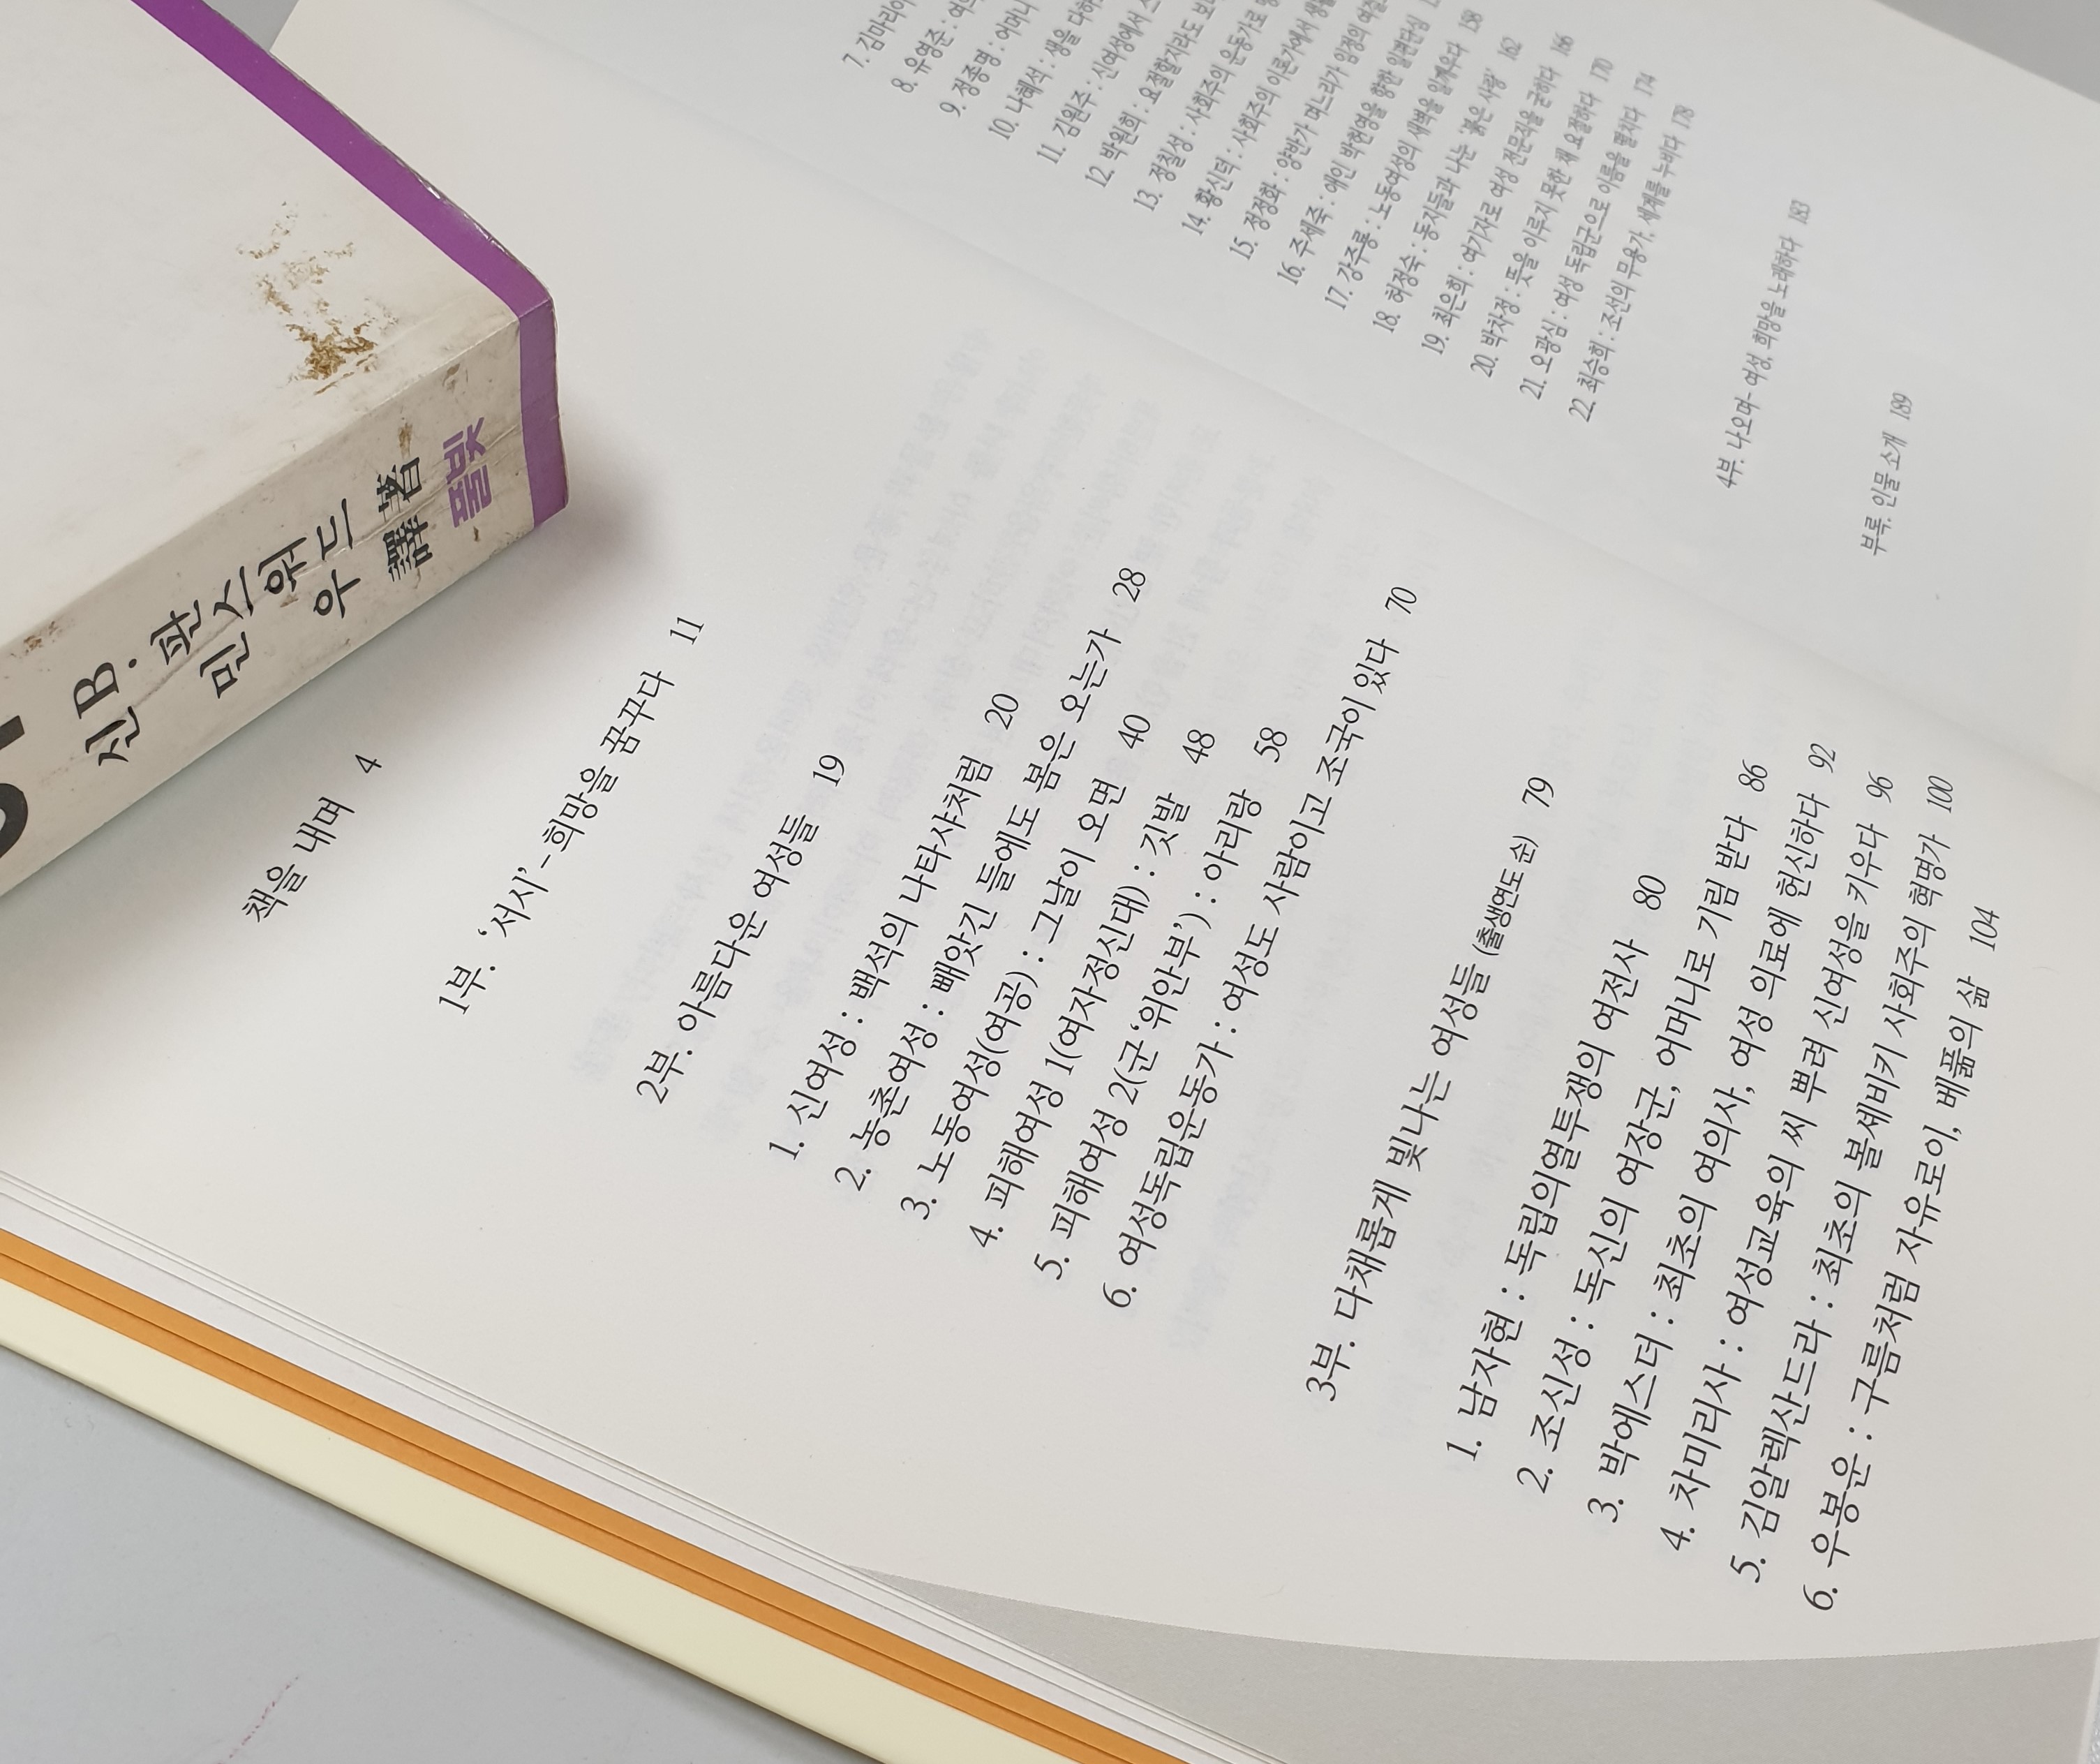 신B. 퐌스워드 著
민 우 譯
풀빛
책을 내며 4
1부. ‘서시’ - 희망을 꿈꾸다 11
2부. 아름다운 여성들 19
1. 신여성 : 백석의 나타샤처럼 20
2. 농촌여성 : 빼앗긴 들에도 봄은 오는가 28
3. 노동여성(여공) : 그날이 오면 40
4. 피해여성 1(여자정신대) : 깃발 48
5. 피해여성 2(군 ‘위안부’) : 아리랑 58
6. 여성독립운동가 : 여성도 사람이고 조국이 있다 70
3부. 다채롭게 빛나는 여성들 (출생연도 순) 79
1. 남자현 : 독립의열투쟁의 여전사 80
2. 조신성 : 독신의 여장군, 어머니로 기림 받다 86
3. 박에스더 : 최초의 여의사, 여성 의료에 헌신하다 92
4. 차미리사 : 여성교육의 씨 뿌려 신여성을 키우다 96
5. 김알렉산드라 : 최초의 볼셰비키 사회주의 혁명가 100
6. 우봉운 : 구름처럼 자유로이, 베풂의 삶 104
7. 김마리아
8. 유영준 :
9. 정종명 : 어머니
10. 나혜석 : 생을 다하
11. 김원주 : 신여성에서
12. 박원희 : 요절할지라도
13. 정칠성 : 사회주의 운동가로
14. 황신덕 : 사회주의 이론가에서
15. 정정화 : 양반가 며느리가 임정의
16. 주세죽 : 애인 박헌영을 향한 일편단심
17. 강주룡 : 노동여성의 새벽을 일깨우다 158
18. 허정숙 : 동지들과 나눈 ‘붉은 사랑’ 162
19. 최은희 : 여기자로 여성 전문직을 굳하다 166
20. 박차정 : 뜻을 이루지 못한 채 요절하다 170
21. 오광심 : 여성 독립군으로 이름을 떨치다 174
22. 최승희 : 조선의 무용가, 세계를 누비다 178
4부. 나오며 - 여성, 희망을 노래하다 183
부록. 인물 소개 189